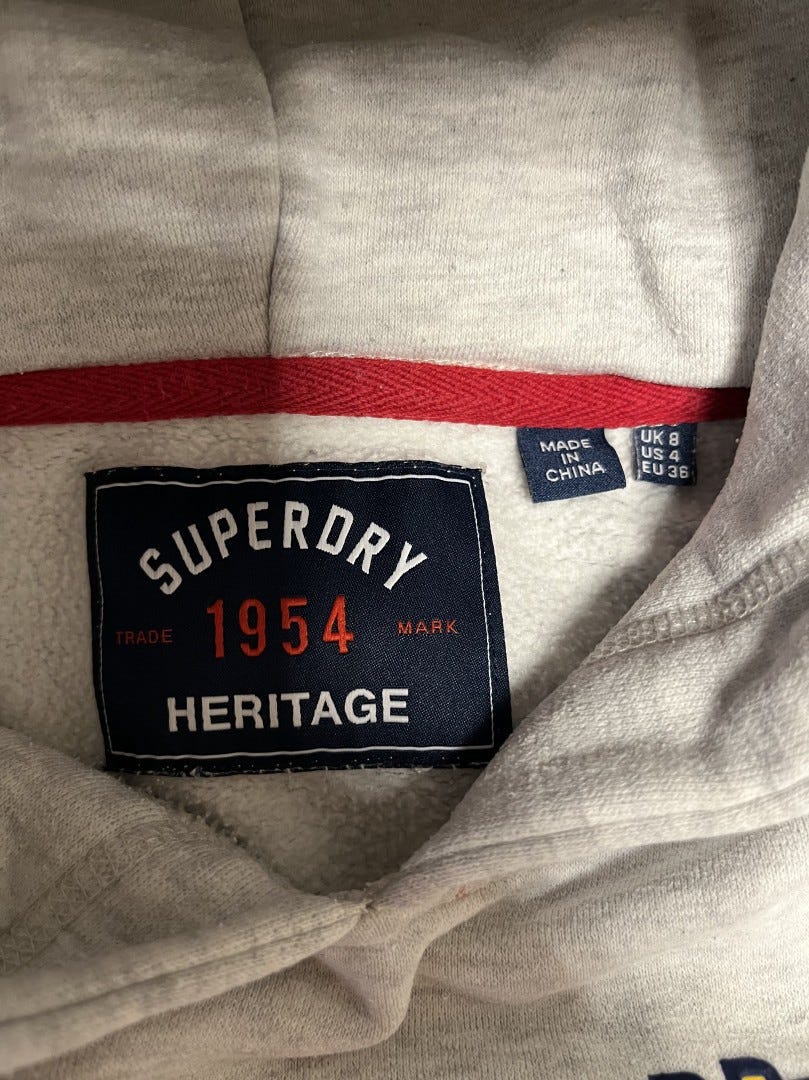 MADE
IN
CHINA
UK 8
US 4
EU 36
SUPERDRY
TRADE 1954 MARK
HERITAGE